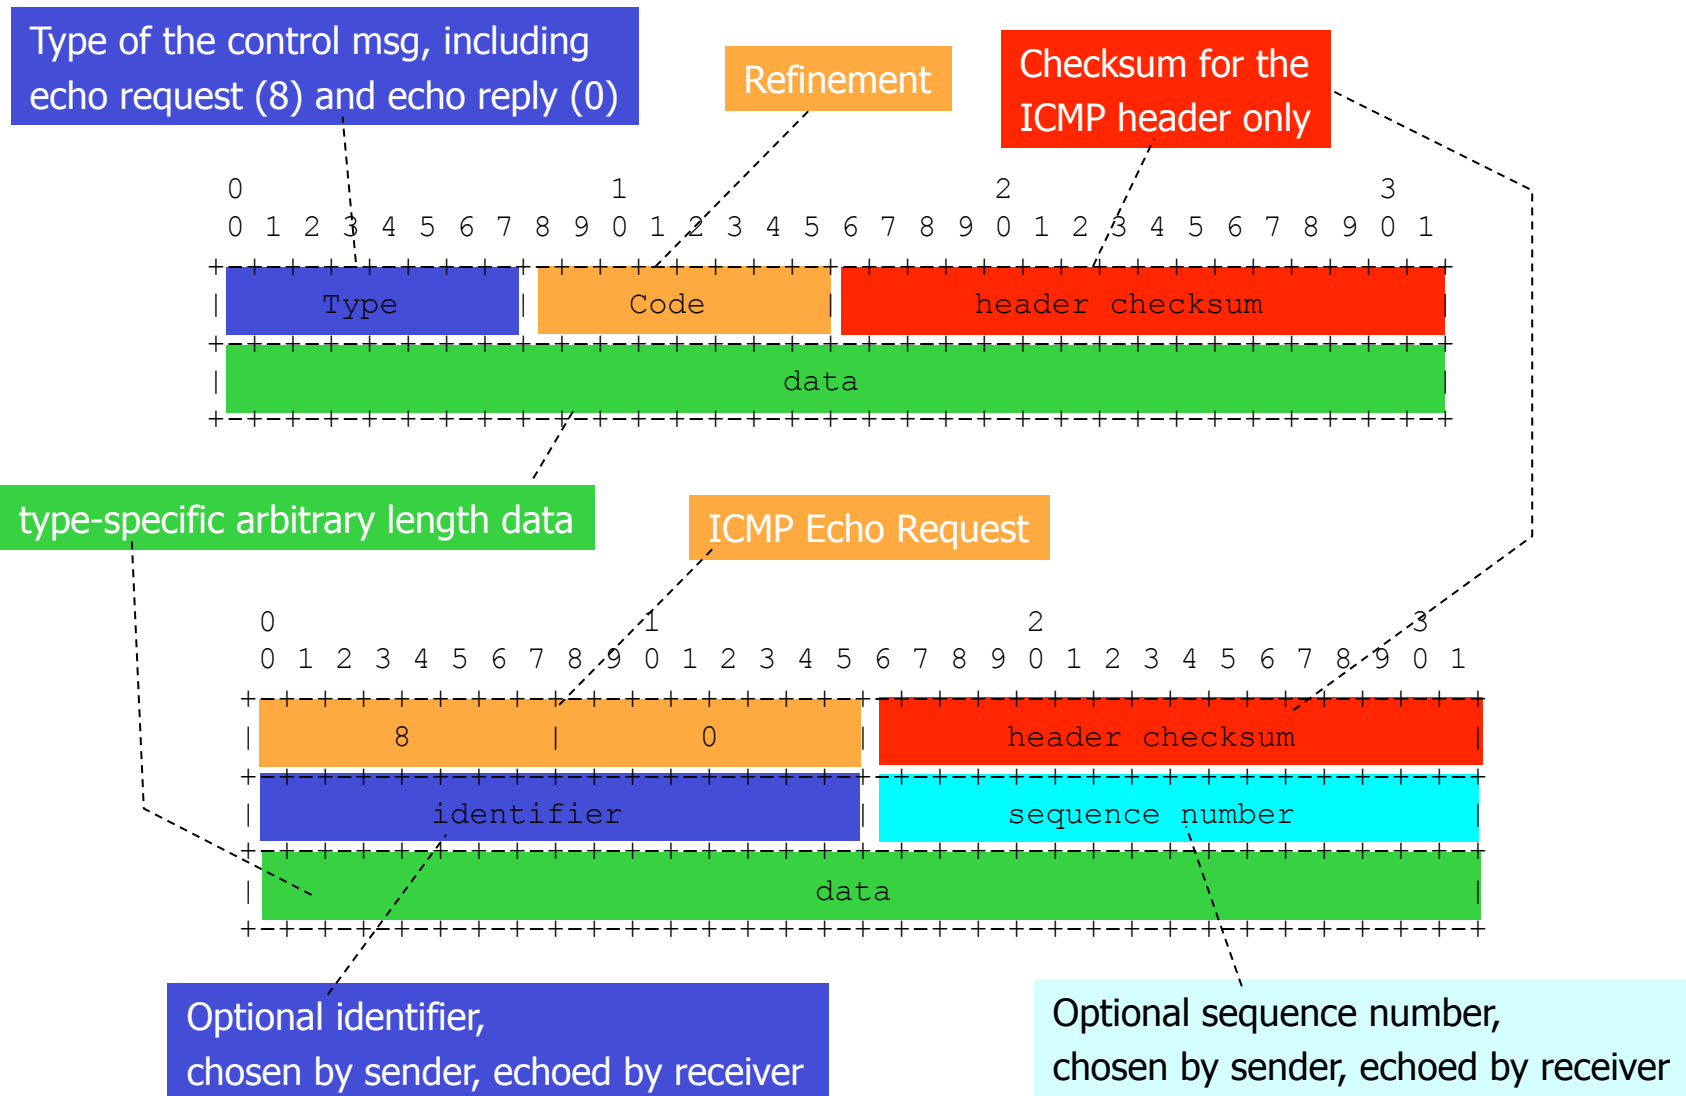 Type of the control msg, including
echo request (8) and echo reply (0)
Refinement
Checksum for the
ICMP header only
0 1 2 3
0 1 2 3 4 5 6 7 8 9 0 1 2 3 4 5 6 7 8 9 0 1 2 3 4 5 6 7 8 9 0 1
+-+-+-+-+-+-+-+-+-+-+-+-+-+-+-+-+-+-+-+-+-+-+-+-+-+-+-+-+-+-+-+-+
| Type | Code | header checksum |
+-+-+-+-+-+-+-+-+-+-+-+-+-+-+-+-+-+-+-+-+-+-+-+-+-+-+-+-+-+-+-+-+
| data |
+-+-+-+-+-+-+-+-+-+-+-+-+-+-+-+-+-+-+-+-+-+-+-+-+-+-+-+-+-+-+-+-+
type-specific arbitrary length data
ICMP Echo Request
0 1 2 3
0 1 2 3 4 5 6 7 8 9 0 1 2 3 4 5 6 7 8 9 0 1 2 3 4 5 6 7 8 9 0 1
+-+-+-+-+-+-+-+-+-+-+-+-+-+-+-+-+-+-+-+-+-+-+-+-+-+-+-+-+-+-+-+-+
| 8 | 0 | header checksum |
+-+-+-+-+-+-+-+-+-+-+-+-+-+-+-+-+-+-+-+-+-+-+-+-+-+-+-+-+-+-+-+-+
| identifier | sequence number |
+-+-+-+-+-+-+-+-+-+-+-+-+-+-+-+-+-+-+-+-+-+-+-+-+-+-+-+-+-+-+-+-+
| data |
+-+-+-+-+-+-+-+-+-+-+-+-+-+-+-+-+-+-+-+-+-+-+-+-+-+-+-+-+-+-+-+-+
Optional identifier,
chosen by sender, echoed by receiver
Optional sequence number,
chosen by sender, echoed by receiver